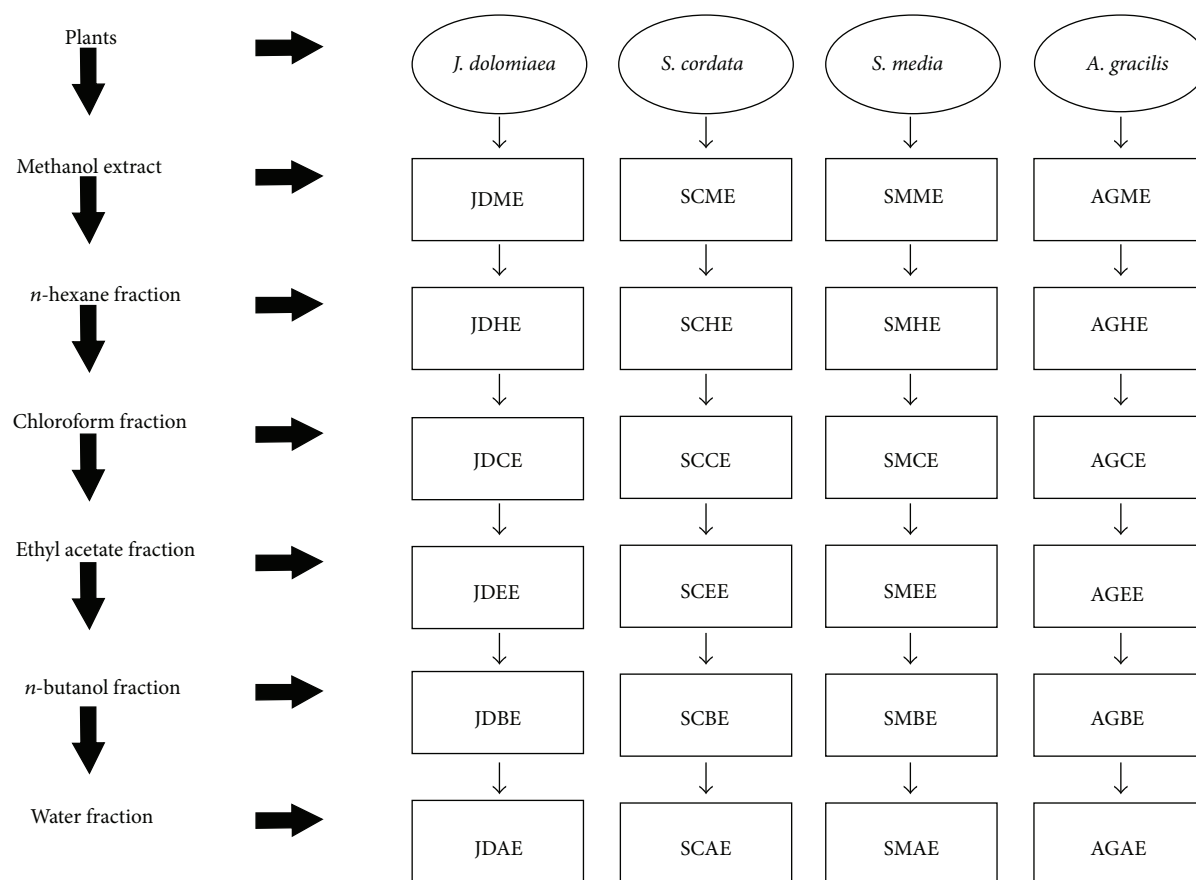 Plants
J. dolomiaea
S. cordata
S. media
A. gracilis
Methanol extract
JDME
SCME
SMME
AGME
n-hexane fraction
JDHE
SCHE
SMHE
AGHE
Chloroform fraction
JDCE
SCCE
SMCE
AGCE
Ethyl acetate fraction
JDEE
SCEE
SMEE
AGEE
n-butanol fraction
JDBE
SCBE
SMBE
AGBE
Water fraction
JDAE
SCAE
SMAE
AGAE